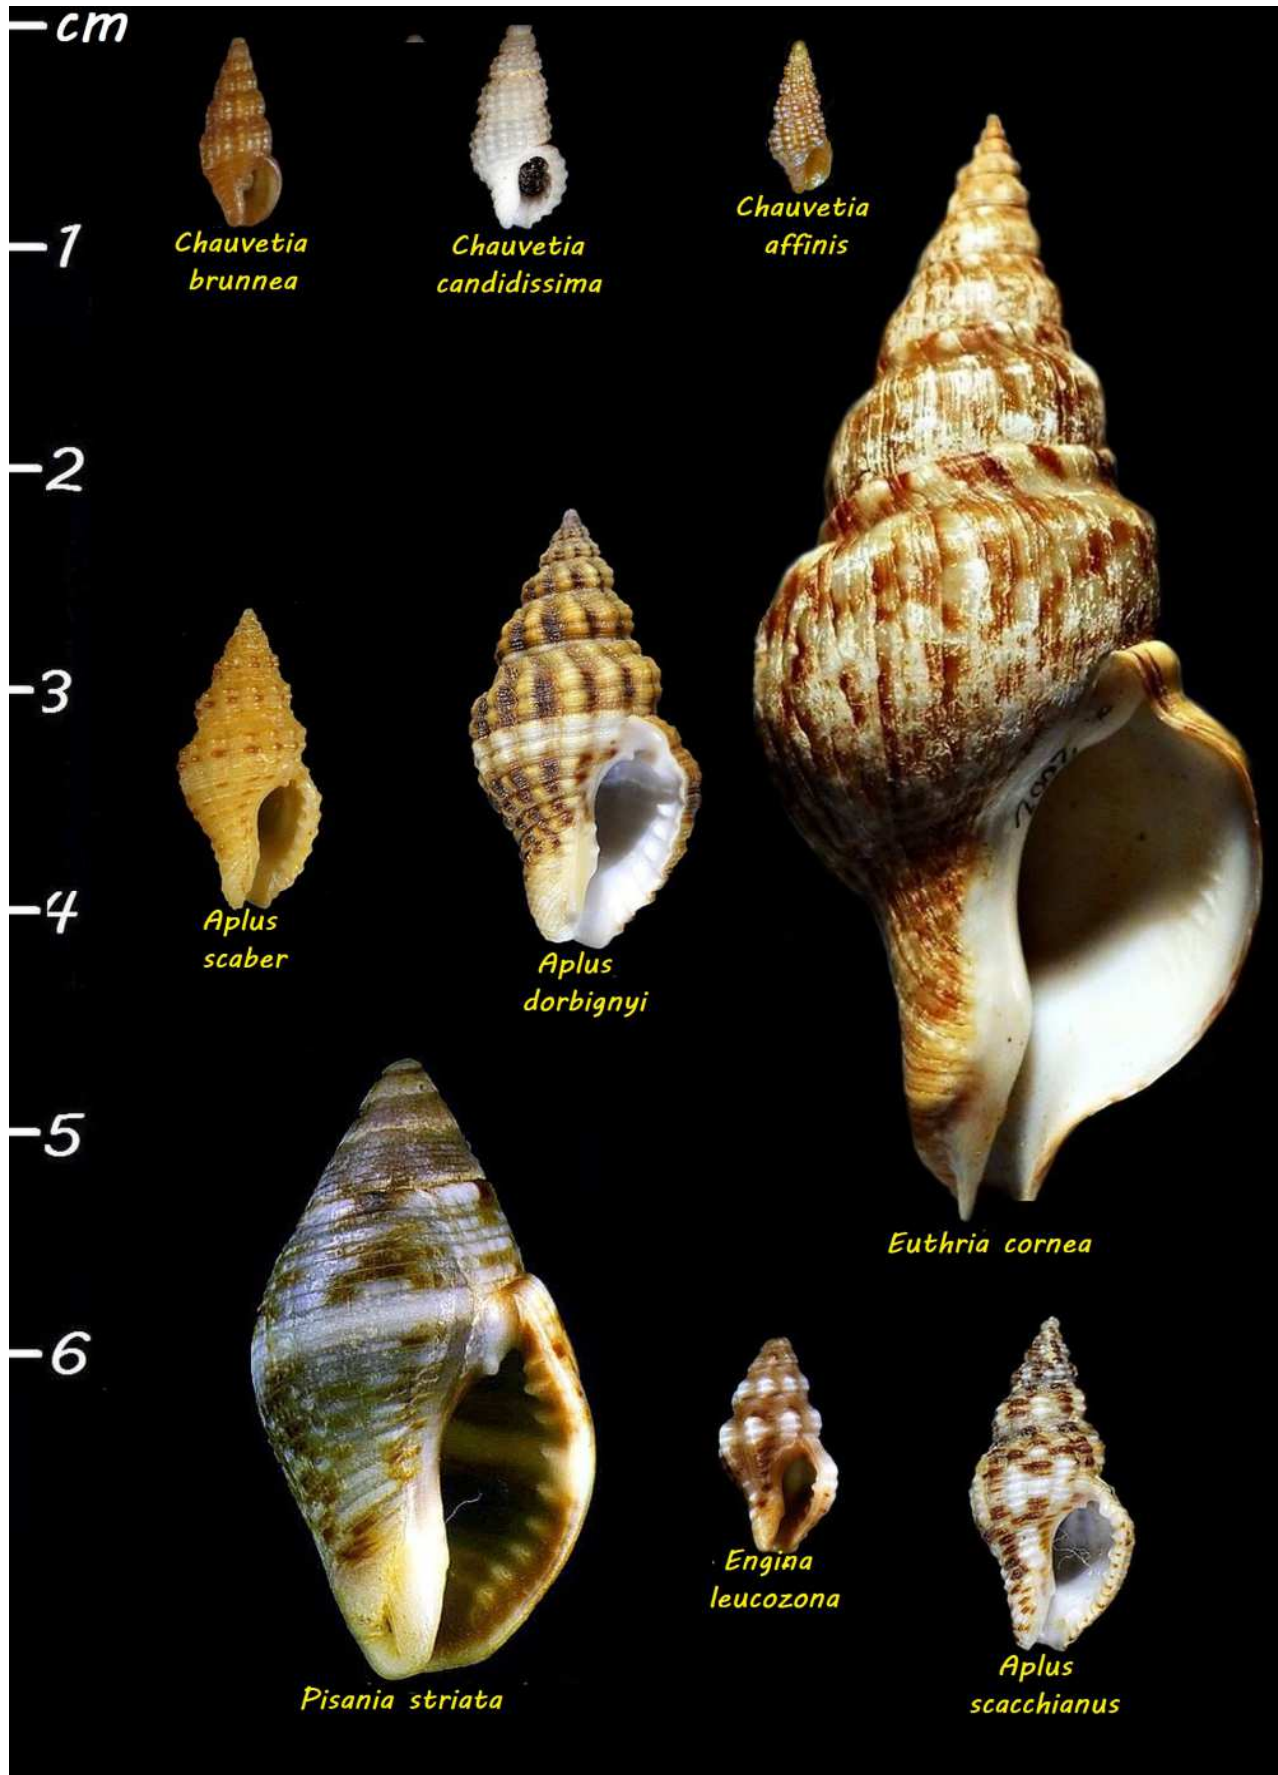 cm
Chauvetia
brunnea
Chauvetia
candidissima
Chauvetia
affinis
1
2
3
4
5
6
Aplus
scaber
Aplus
dorbignyi
2002
Euthria cornea
Pisania striata
Engina
leucozona
Aplus
scacchianus